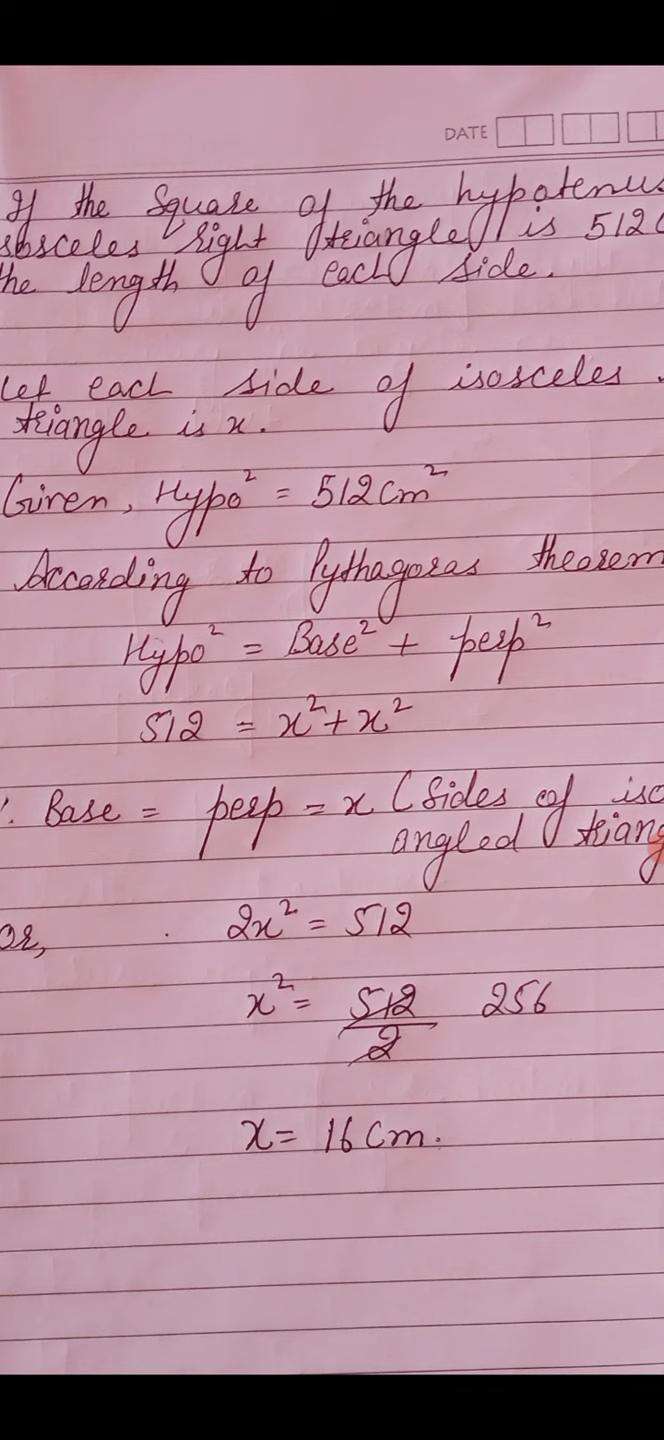 DATE
If the Square of the hypotenus
isosceles right triangle is 512
the length of each side.
Let each side of isosceles
triangle is x.
Given, Hypo² = 512 cm²
According to Pythagoras theorem
Hypo² = Base² + perp²
512 = x² + x²
∵ Base = perp = x (Sides of iso
angled triang
or, 2x² = 512
x² = 512/2 256
x = 16 cm.